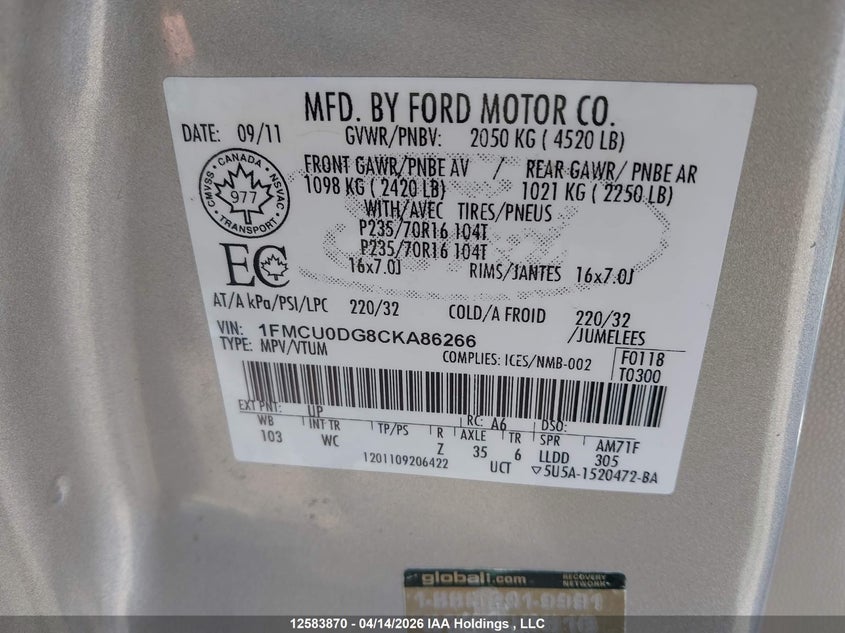 MFD. BY FORD MOTOR CO.
DATE: 09/11 GVWR/PNBV: 2050 KG ( 4520 LB)
FRONT GAWR/PNBE AV / REAR GAWR/ PNBE AR
1098 KG ( 2420 LB) 1021 KG ( 2250 LB)
WITH/AVEC TIRES/PNEUS
P235/70R16 104T
P235/70R16 104T
16x7.0J RIMS/JANTES 16x7.0J
CANADA
CMVSS NSVAC
977
TRANSPORT
EC
AT/A kPa/PSI/LPC 220/32 COLD/A FROID 220/32
/JUMELEES
VIN: 1FMCU0DG8CKA86266
TYPE: MPV/VTUM COMPLIES: ICES/NMB-002
F0118
T0300
EXT PNT: UP RC: A6 DSO:
WB INT TR TP/PS R AXLE TR SPR AM71F
103 WC Z 35 6 LLDD 305
1201109206422 UCT ▽5U5A-1520472-BA
globali.com RECOVERY NETWORK
12583870 - 04/14/2026 IAA Holdings , LLC